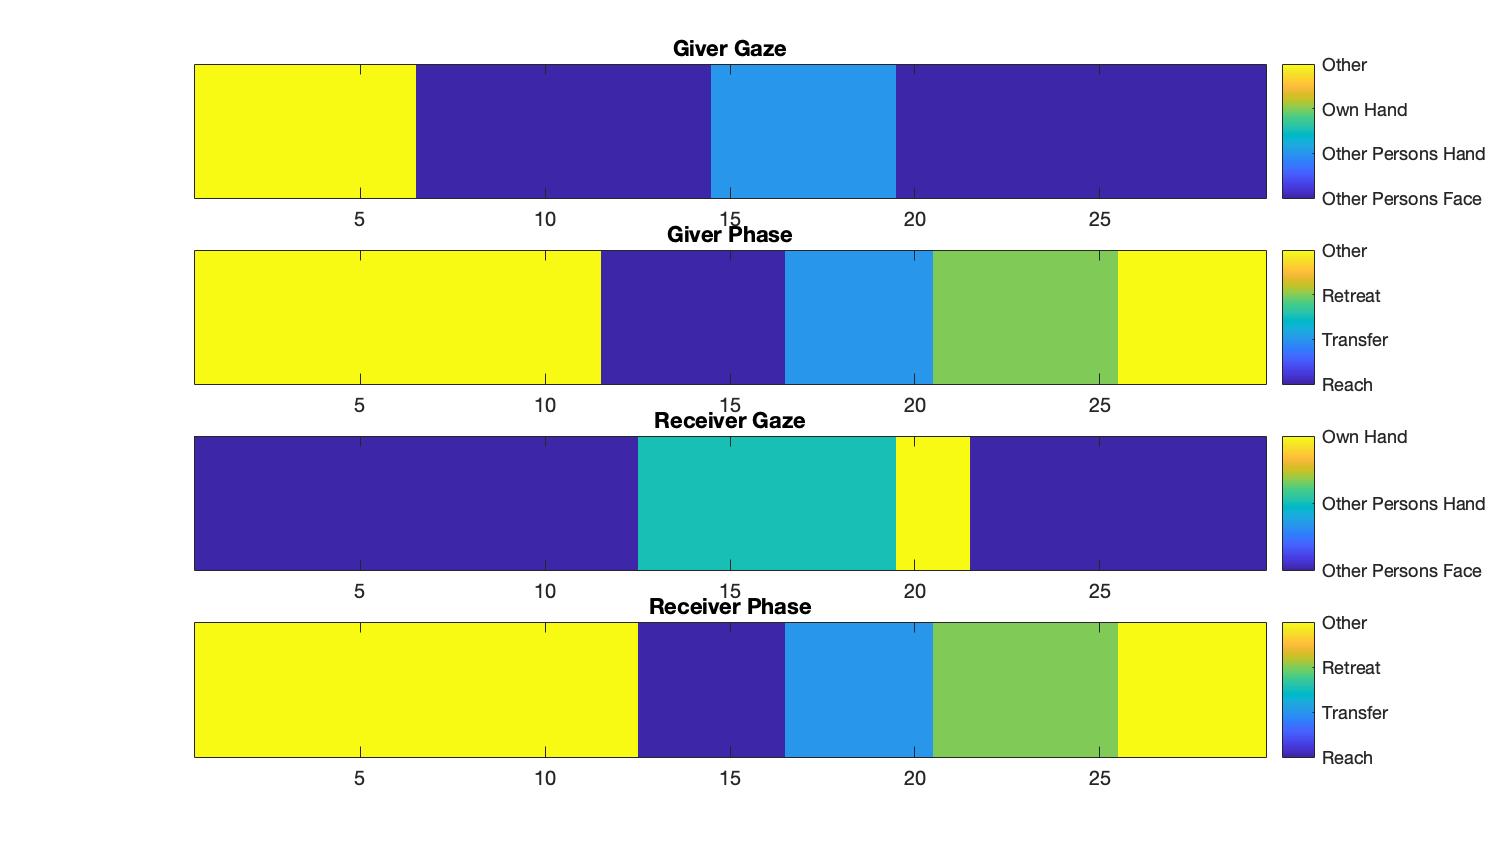 Giver Gaze
Other
Own Hand
Other Persons Hand
Other Persons Face
5 10 15 20 25
Giver Phase
Other
Retreat
Transfer
Reach
5 10 15 20 25
Receiver Gaze
Own Hand
Other Persons Hand
Other Persons Face
5 10 15 20 25
Receiver Phase
Other
Retreat
Transfer
Reach
5 10 15 20 25